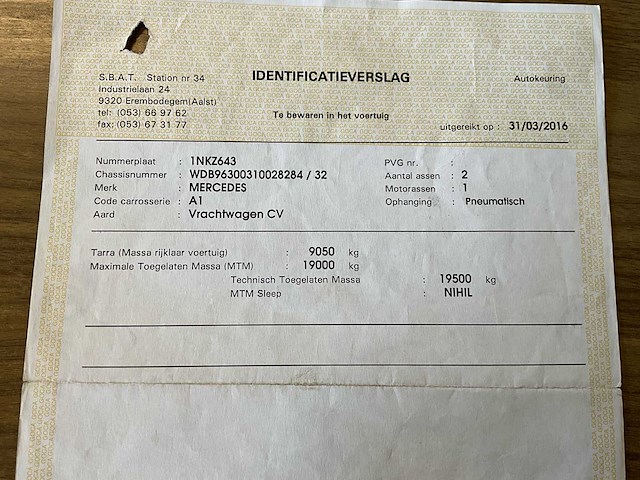 S.B.A.T. Station nr 34
Industrielaan 24
9320 Erembodegem(Aalst)
tel: (053) 66 97 62
fax: (053) 67 31 77
IDENTIFICATIEVERSLAG
Te bewaren in het voertuig
Autokeuring
uitgereikt op : 31/03/2016
Nummerplaat : 1NKZ643
Chassisnummer : WDB96300310028284 / 32
Merk : MERCEDES
Code carrosserie : A1
Aard : Vrachtwagen CV
PVG nr. :
Aantal assen : 2
Motorassen : 1
Ophanging : Pneumatisch
Tarra (Massa rijklaar voertuig) : 9050 kg
Maximale Toegelaten Massa (MTM) : 19000 kg
Technisch Toegelaten Massa : 19500 kg
MTM Sleep : NIHIL